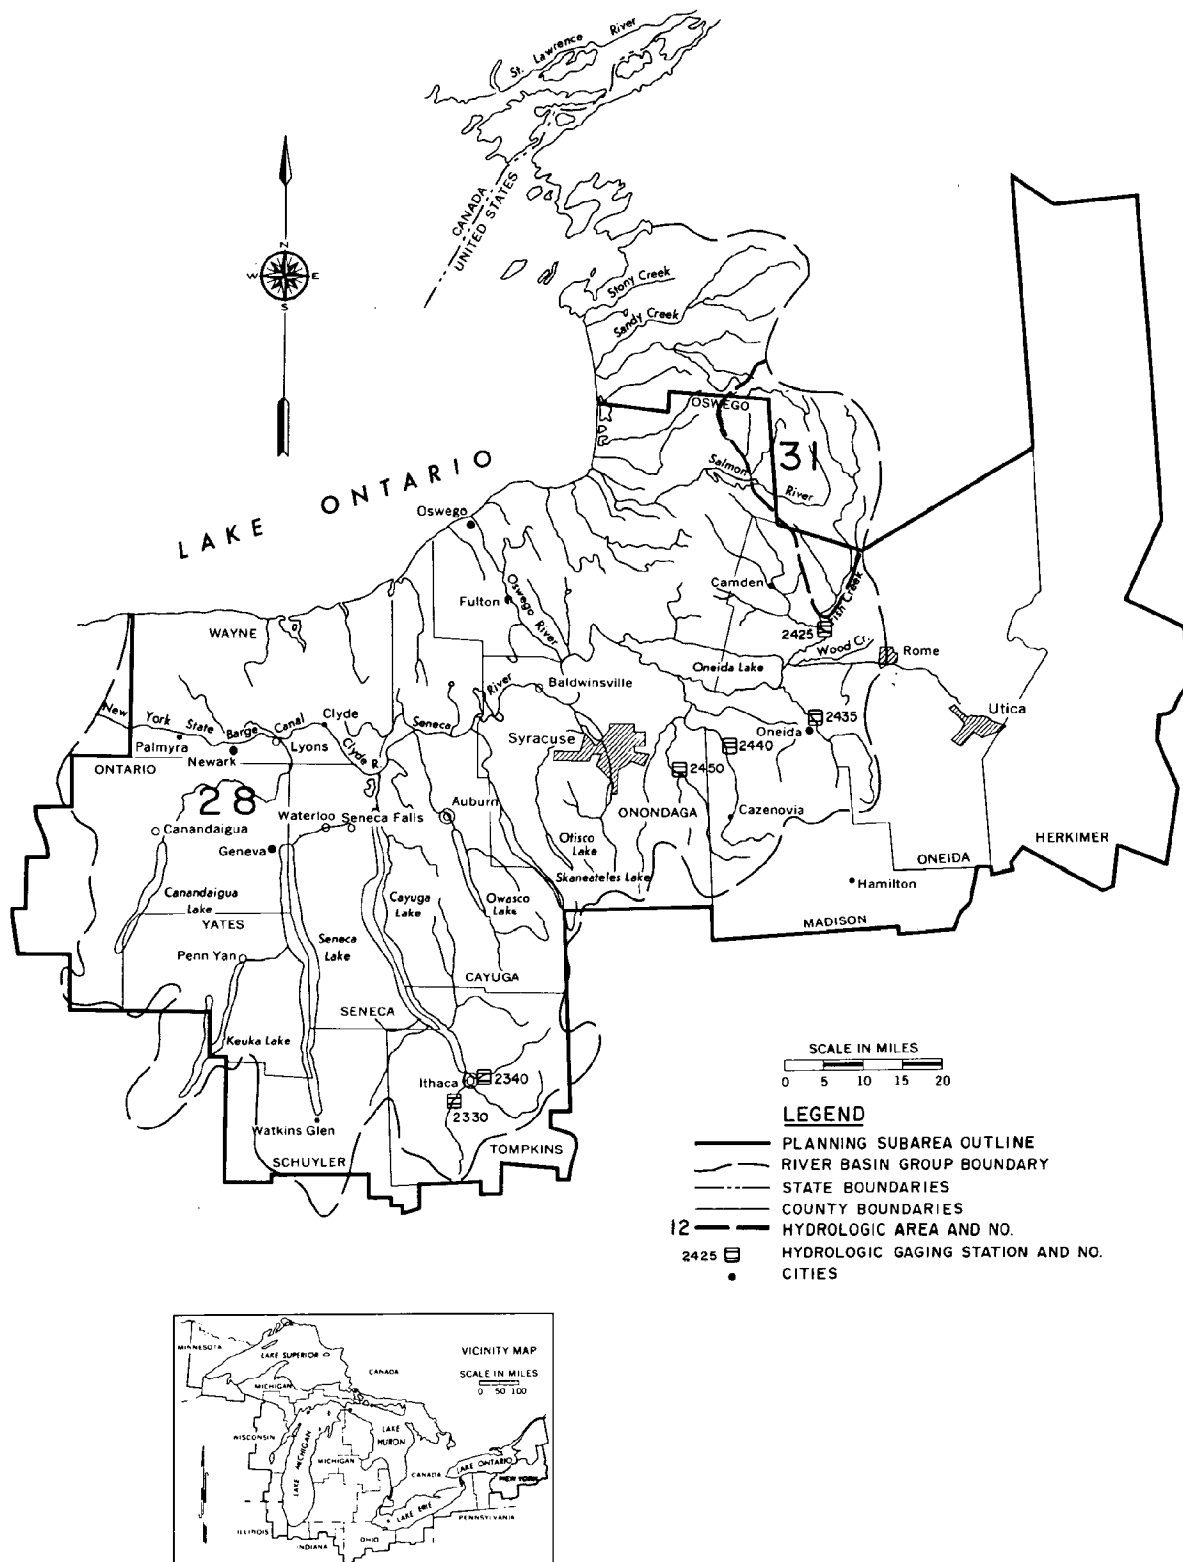 St. Lawrence River
CANADA
UNITED STATES
N
W
E
S
Stony Creek
Sandy Creek
OSWEGO
31
Salmon
River
LAKE ONTARIO
Oswego
Camden
Fish Creek
Fulton
Oswego
River
2425
Wood Cr.
Rome
WAYNE
Oneida Lake
Baldwinsville
New York State Barge Canal
Clyde
Seneca
River
2435
Utica
Palmyra
Lyons
Clyde R.
Syracuse
Oneida
2440
Newark
ONTARIO
2450
28
Auburn
Waterloo
Seneca Falls
ONONDAGA
Cazenovia
Canandaigua
Geneva
Otisco
Lake
HERKIMER
ONEIDA
Skaneateles Lake
Hamilton
Canandaigua
Lake
Cayuga
Lake
Owasco
Lake
MADISON
YATES
Seneca
Lake
Penn Yan
CAYUGA
SENECA
Keuka Lake
Ithaca
2340
2330
Watkins Glen
TOMPKINS
SCHUYLER
SCALE IN MILES
0 5 10 15 20
LEGEND
PLANNING SUBAREA OUTLINE
RIVER BASIN GROUP BOUNDARY
STATE BOUNDARIES
COUNTY BOUNDARIES
12 HYDROLOGIC AREA AND NO.
2425 HYDROLOGIC GAGING STATION AND NO.
CITIES
VICINITY MAP
SCALE IN MILES
0 50 100
MINNESOTA
LAKE SUPERIOR
CANADA
MICHIGAN
WISCONSIN
LAKE MICHIGAN
LAKE
HURON
MICHIGAN
CANADA
LAKE ONTARIO
NEW YORK
LAKE ERIE
PENNSYLVANIA
ILLINOIS
INDIANA
OHIO